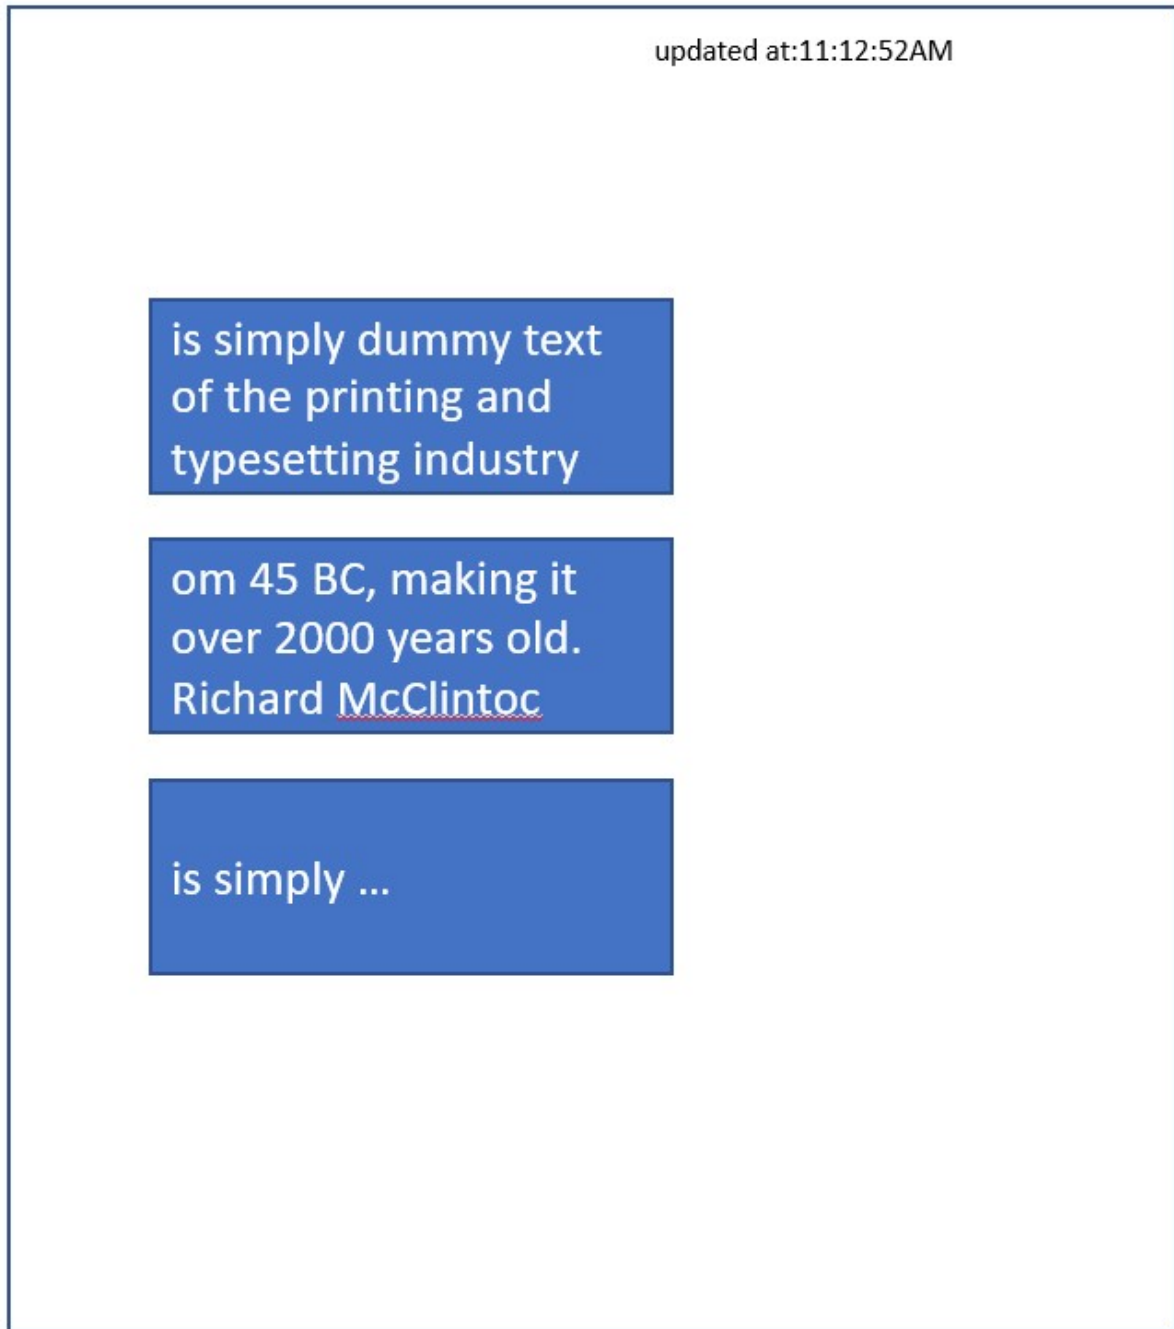 updated at:11:12:52AM
is simply dummy text
of the printing and
typesetting industry
om 45 BC, making it
over 2000 years old.
Richard McClintoc
is simply ...